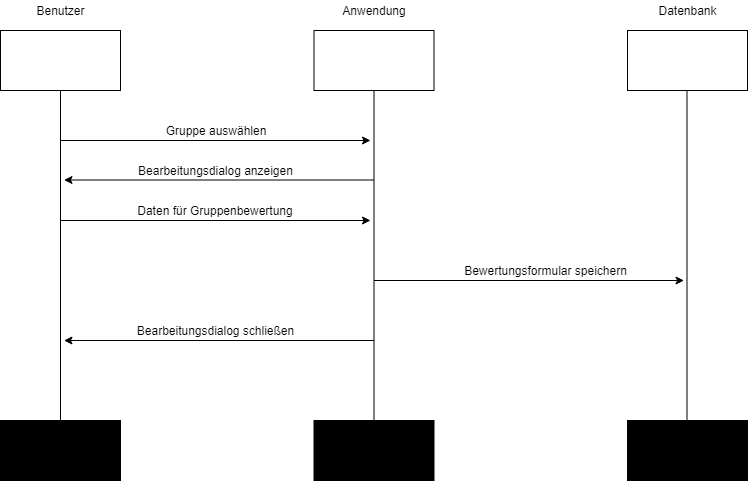 Benutzer
Anwendung
Datenbank
Gruppe auswählen
Bearbeitungsdialog anzeigen
Daten für Gruppenbewertung
Bewertungsformular speichern
Bearbeitungsdialog schließen